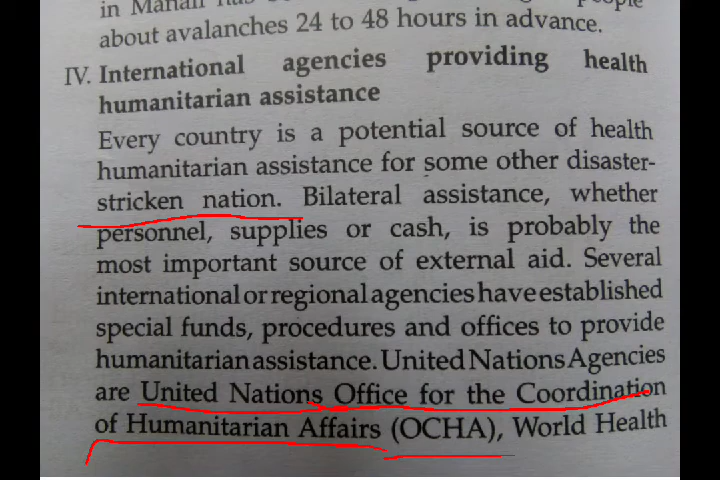 in Manali has
about avalanches 24 to 48 hours in advance.
IV. International agencies providing health
humanitarian assistance
Every country is a potential source of health
humanitarian assistance for some other disaster-
stricken nation. Bilateral assistance, whether
personnel, supplies or cash, is probably the
most important source of external aid. Several
international or regional agencies have established
special funds, procedures and offices to provide
humanitarian assistance. United Nations Agencies
are United Nations Office for the Coordination
of Humanitarian Affairs (OCHA), World Health